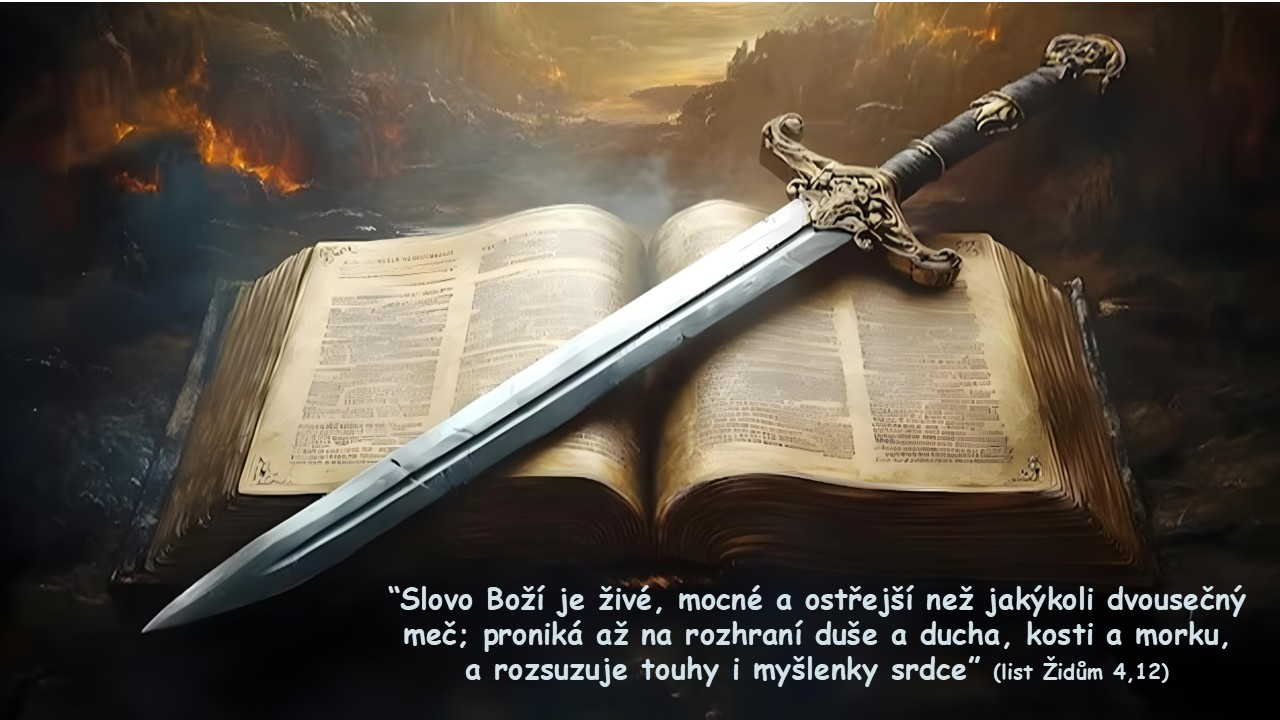 “Slovo Boží je živé, mocné a ostřejší než jakýkoli dvousečný
meč; proniká až na rozhraní duše a ducha, kosti a morku,
a rozsuzuje touhy i myšlenky srdce” (list Židům 4,12)